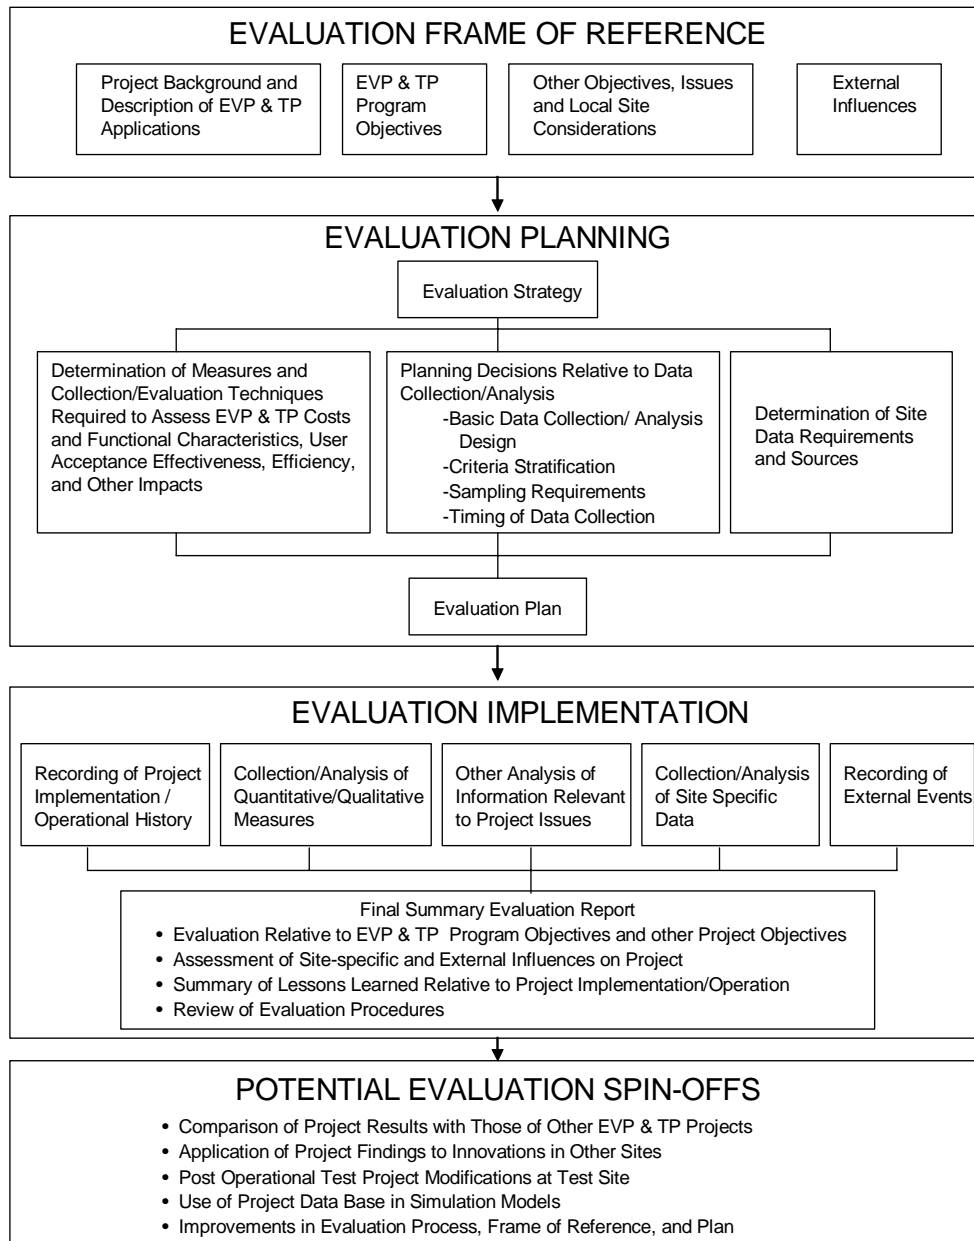 EVALUATION FRAME OF REFERENCE
Project Background and
Description of EVP & TP
Applications
EVP & TP
Program
Objectives
Other Objectives, Issues
and Local Site
Considerations
External
Influences
EVALUATION PLANNING
Evaluation Strategy
Determination of Measures and
Collection/Evaluation Techniques
Required to Assess EVP & TP Costs
and Functional Characteristics, User
Acceptance Effectiveness, Efficiency,
and Other Impacts
Planning Decisions Relative to Data
Collection/Analysis
-Basic Data Collection/ Analysis
Design
-Criteria Stratification
-Sampling Requirements
-Timing of Data Collection
Determination of Site
Data Requirements
and Sources
Evaluation Plan
EVALUATION IMPLEMENTATION
Recording of Project
Implementation /
Operational History
Collection/Analysis of
Quantitative/Qualitative
Measures
Other Analysis of
Information Relevant
to Project Issues
Collection/Analysis
of Site Specific
Data
Recording of
External Events
Final Summary Evaluation Report
• Evaluation Relative to EVP & TP Program Objectives and other Project Objectives
• Assessment of Site-specific and External Influences on Project
• Summary of Lessons Learned Relative to Project Implementation/Operation
• Review of Evaluation Procedures
POTENTIAL EVALUATION SPIN-OFFS
• Comparison of Project Results with Those of Other EVP & TP Projects
• Application of Project Findings to Innovations in Other Sites
• Post Operational Test Project Modifications at Test Site
• Use of Project Data Base in Simulation Models
• Improvements in Evaluation Process, Frame of Reference, and Plan